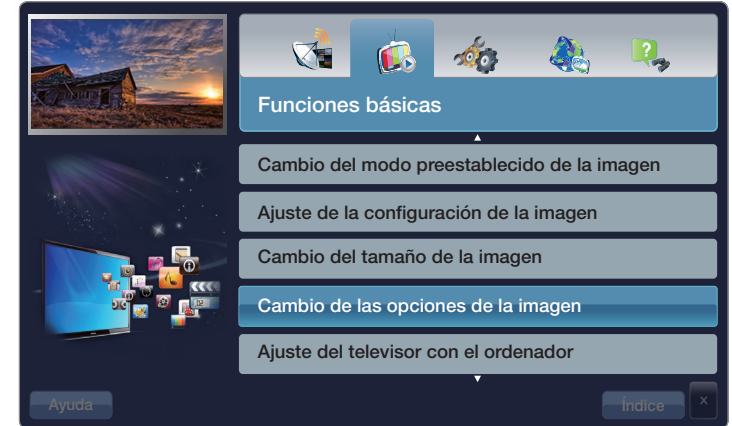 Funciones básicas
Cambio del modo preestablecido de la imagen
Ajuste de la configuración de la imagen
Cambio del tamaño de la imagen
Cambio de las opciones de la imagen
Ajuste del televisor con el ordenador
Ayuda
Índice
x